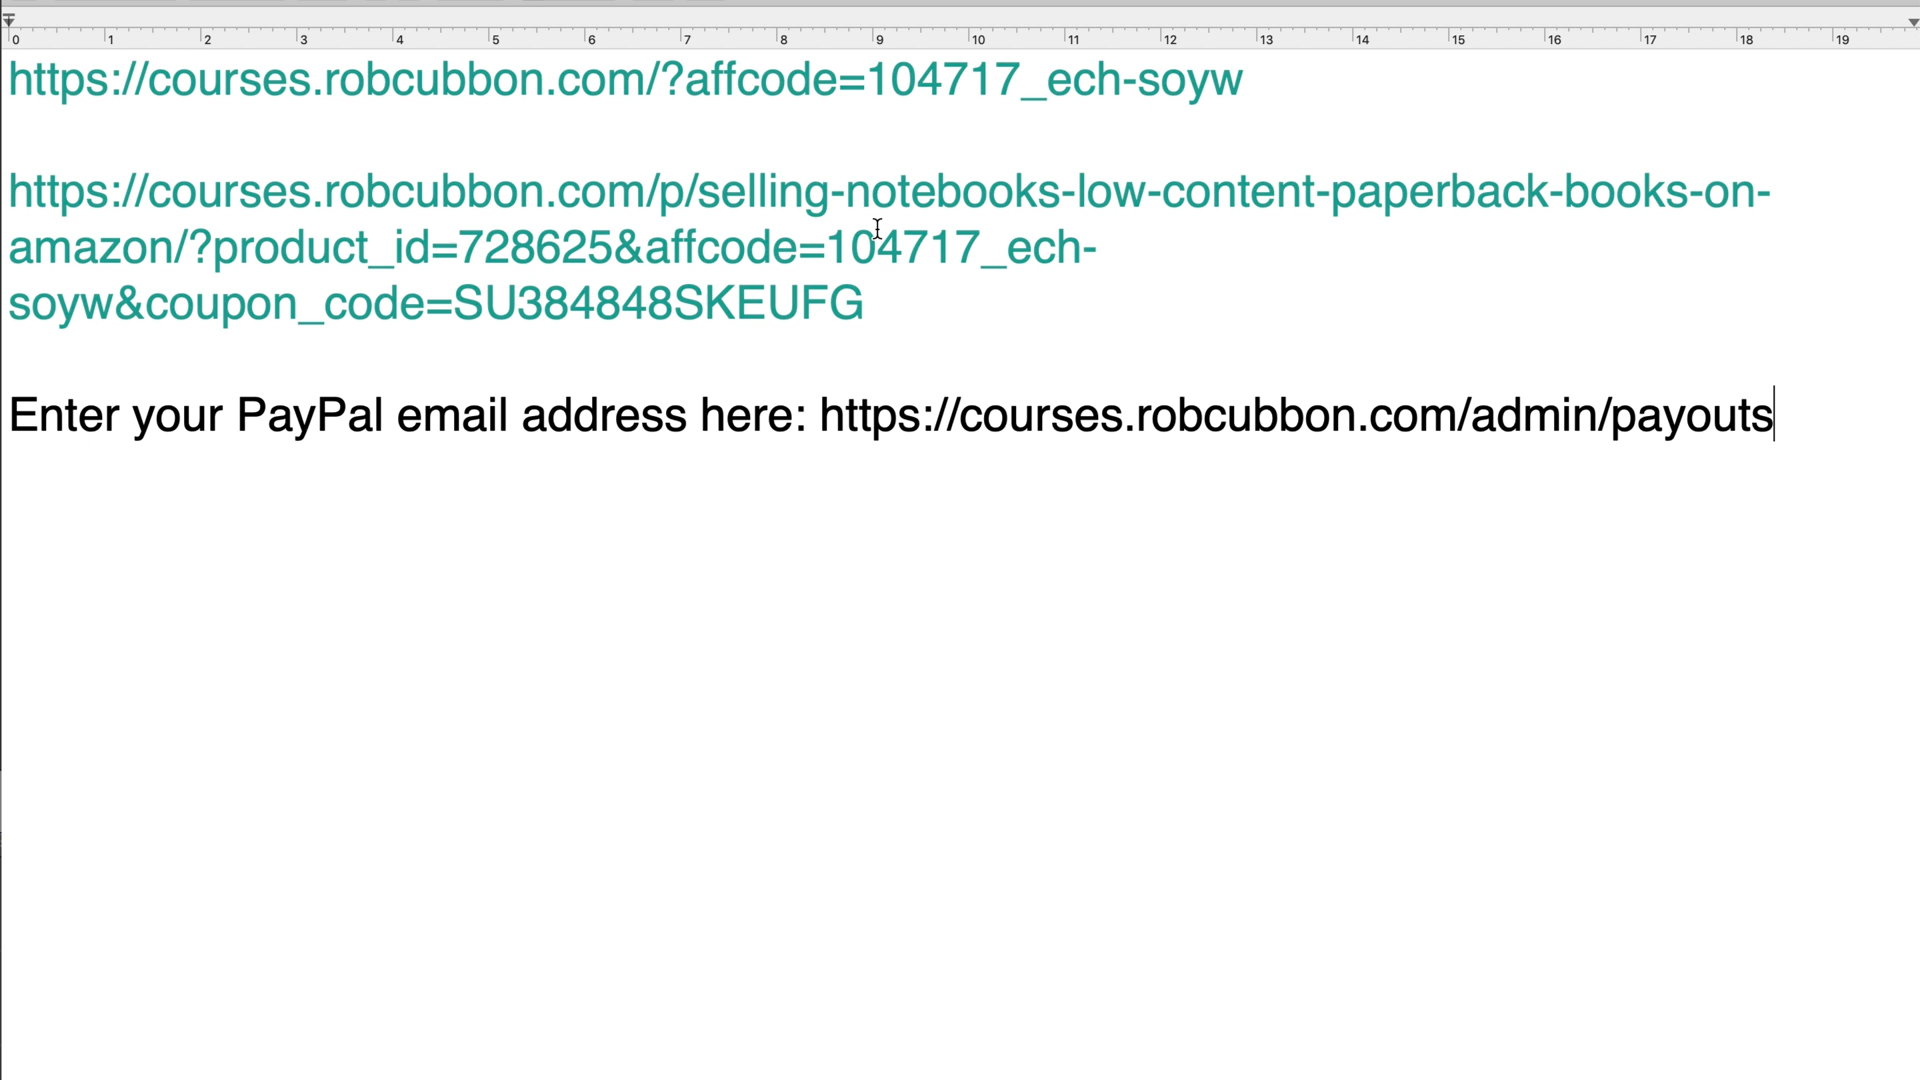 0 1 2 3 4 5 6 7 8 9 10 11 12 13 14 15 16 17 18 19
https://courses.robcubbon.com/?affcode=104717_ech-soyw
https://courses.robcubbon.com/p/selling-notebooks-low-content-paperback-books-on-
amazon/?product_id=728625&affcode=104717_ech-
soyw&coupon_code=SU384848SKEUFG
Enter your PayPal email address here: https://courses.robcubbon.com/admin/payouts